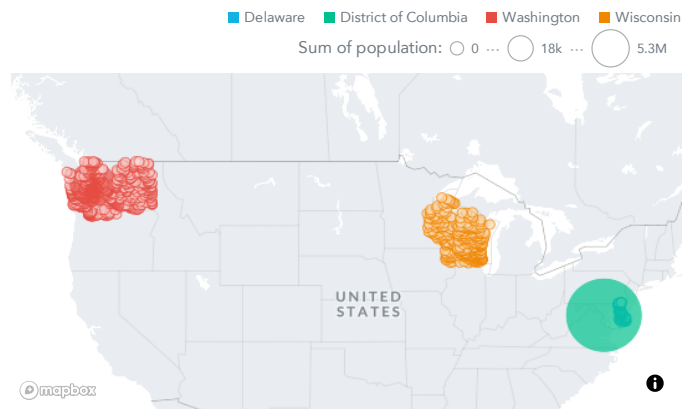 Delaware District of Columbia Washington Wisconsin
Sum of population: 0 ··· 18k ··· 5.3M
UNITED
STATES
mapbox
i